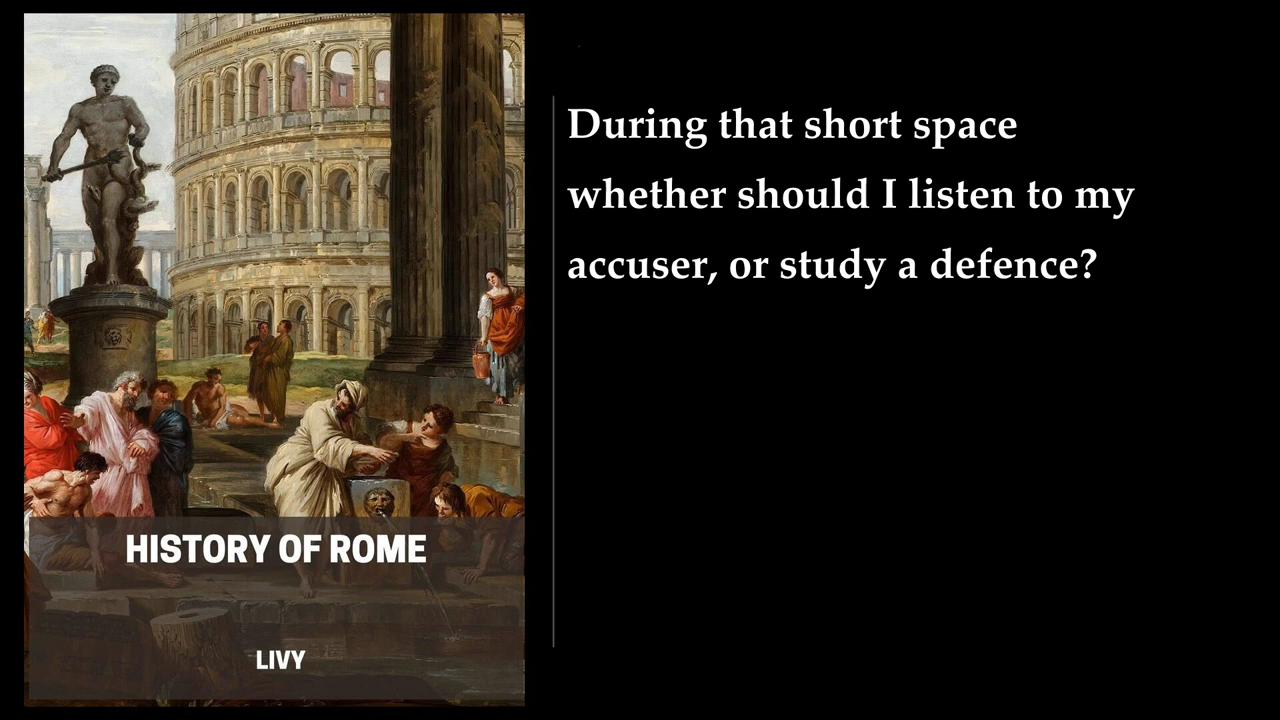 During that short space
whether should I listen to my
accuser, or study a defence?
HISTORY OF ROME
LIVY